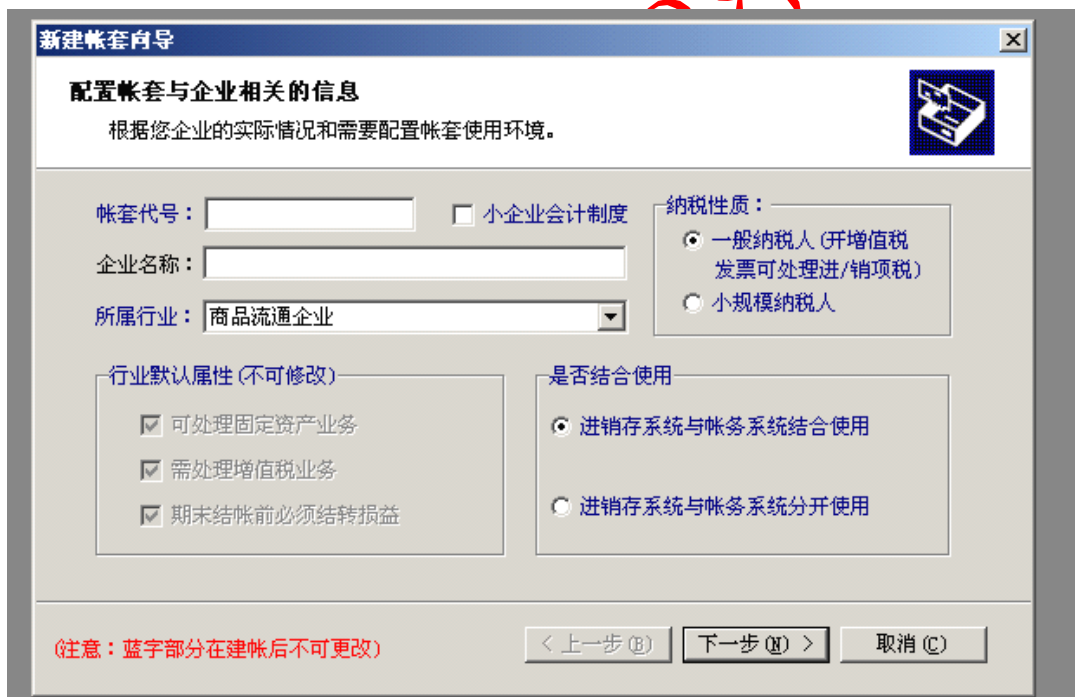 新建帐套向导
配置帐套与企业相关的信息
根据您企业的实际情况和需要配置帐套使用环境。
帐套代号：
小企业会计制度
纳税性质：
一般纳税人(开增值税
发票可处理进/销项税)
小规模纳税人
企业名称：
所属行业：
商品流通企业
行业默认属性(不可修改)
可处理固定资产业务
需处理增值税业务
期末结帐前必须结转损益
是否结合使用
进销存系统与帐务系统结合使用
进销存系统与帐务系统分开使用
(注意：蓝字部分在建帐后不可更改)
< 上一步(B)
下一步(N) >
取消(C)